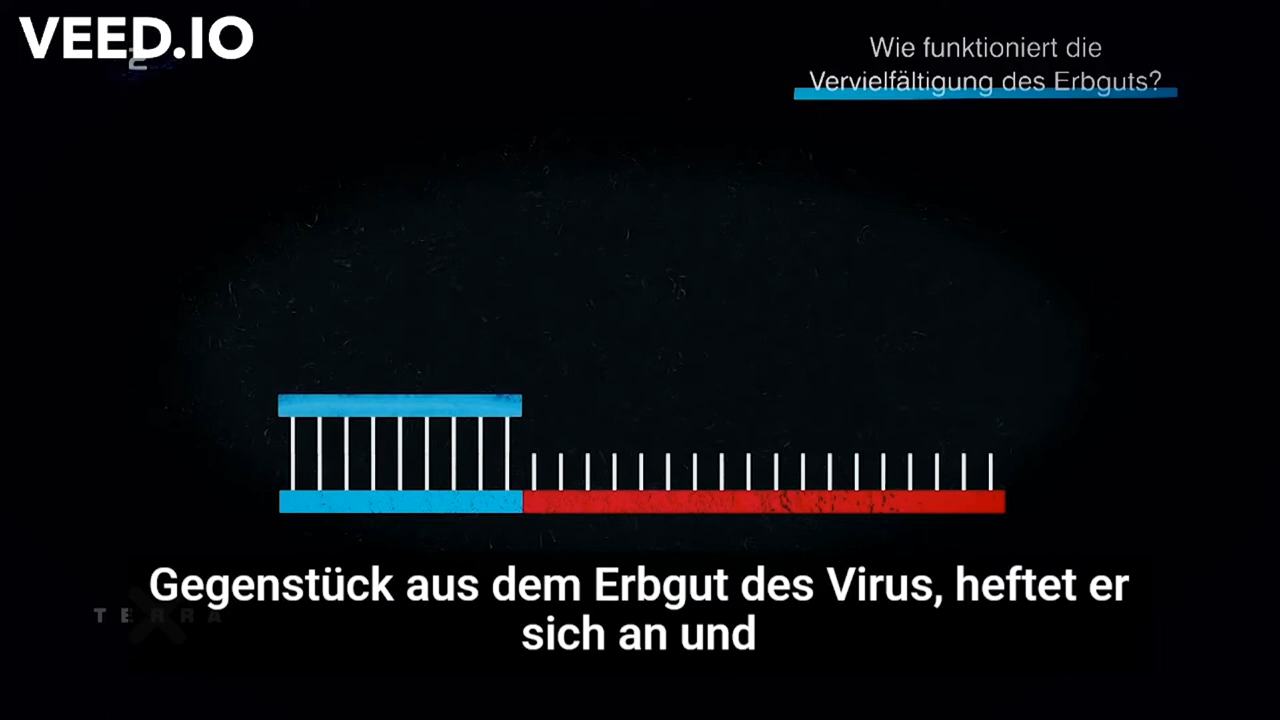 VEED.IO
2
Wie funktioniert die
Vervielfältigung des Erbguts?
Gegenstück aus dem Erbgut des Virus, heftet er
sich an und
TERRA X